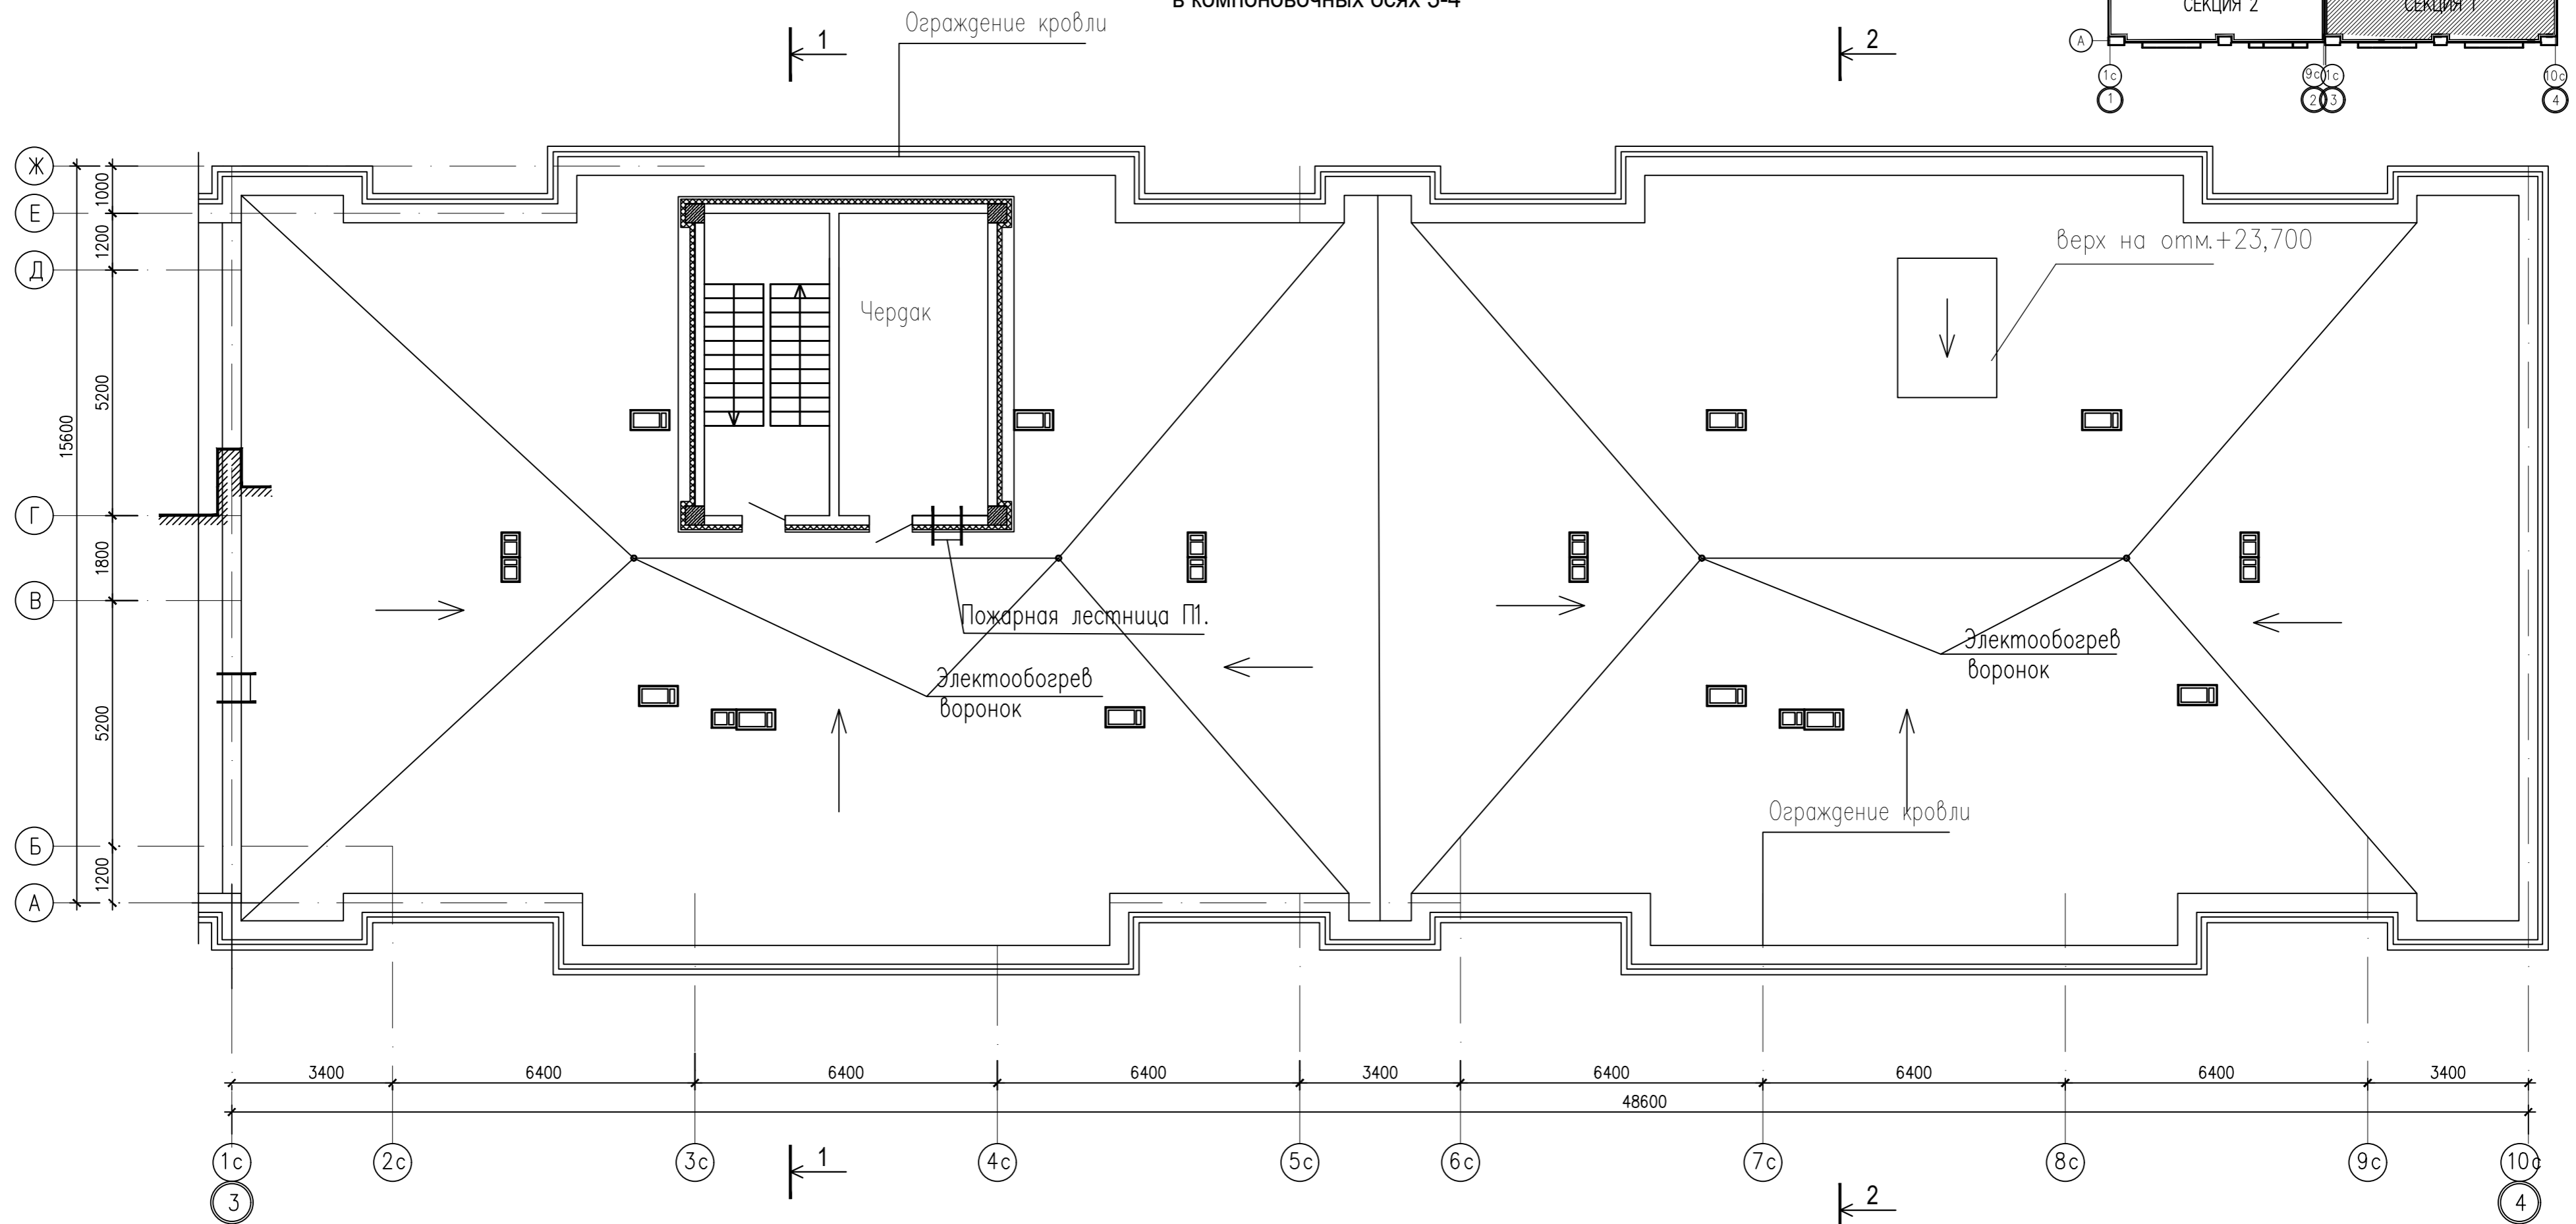 в компоновочных осях 3-4
СЕКЦИЯ 2
СЕКЦИЯ 1
А
1с
9с
1с
10с
1
2
3
4
Ограждение кровли
1
2
Ж
Е
Д
Г
В
Б
А
15600
1000
1200
5200
1800
5200
1200
верх на отм.+23,700
Чердак
Пожарная лестница П1.
Электообогрев
воронок
Электообогрев
воронок
Ограждение кровли
3400
6400
6400
6400
3400
6400
6400
6400
3400
48600
1с
2с
3с
4с
5с
6с
7с
8с
9с
10с
3
4
1
2